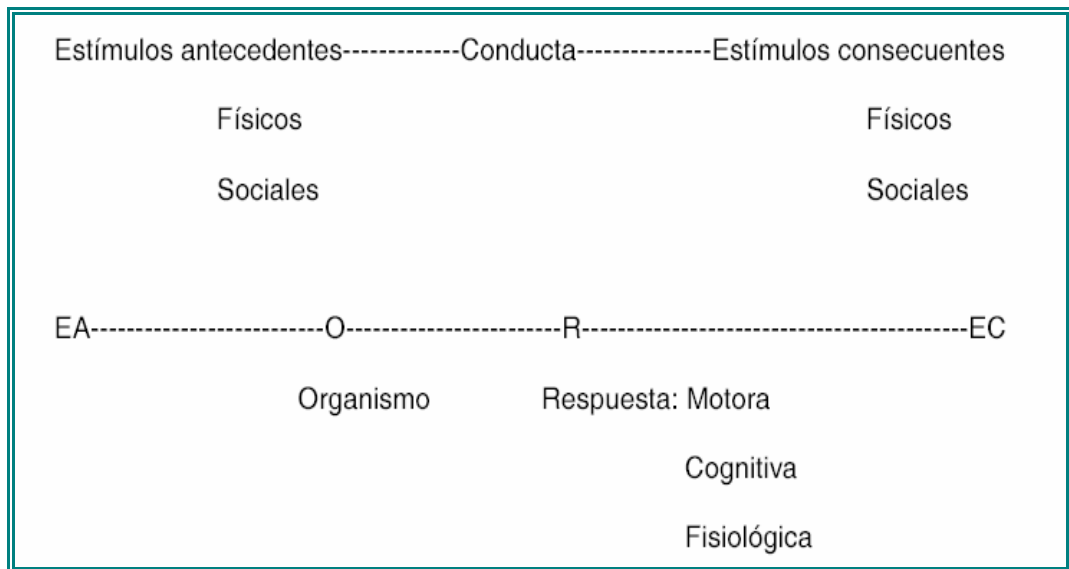 Estímulos antecedentes-------------Conducta---------------Estímulos consecuentes
Físicos Físicos
Sociales Sociales
EA--------------------------O------------------------R-------------------------------------------EC
Organismo Respuesta: Motora
Cognitiva
Fisiológica